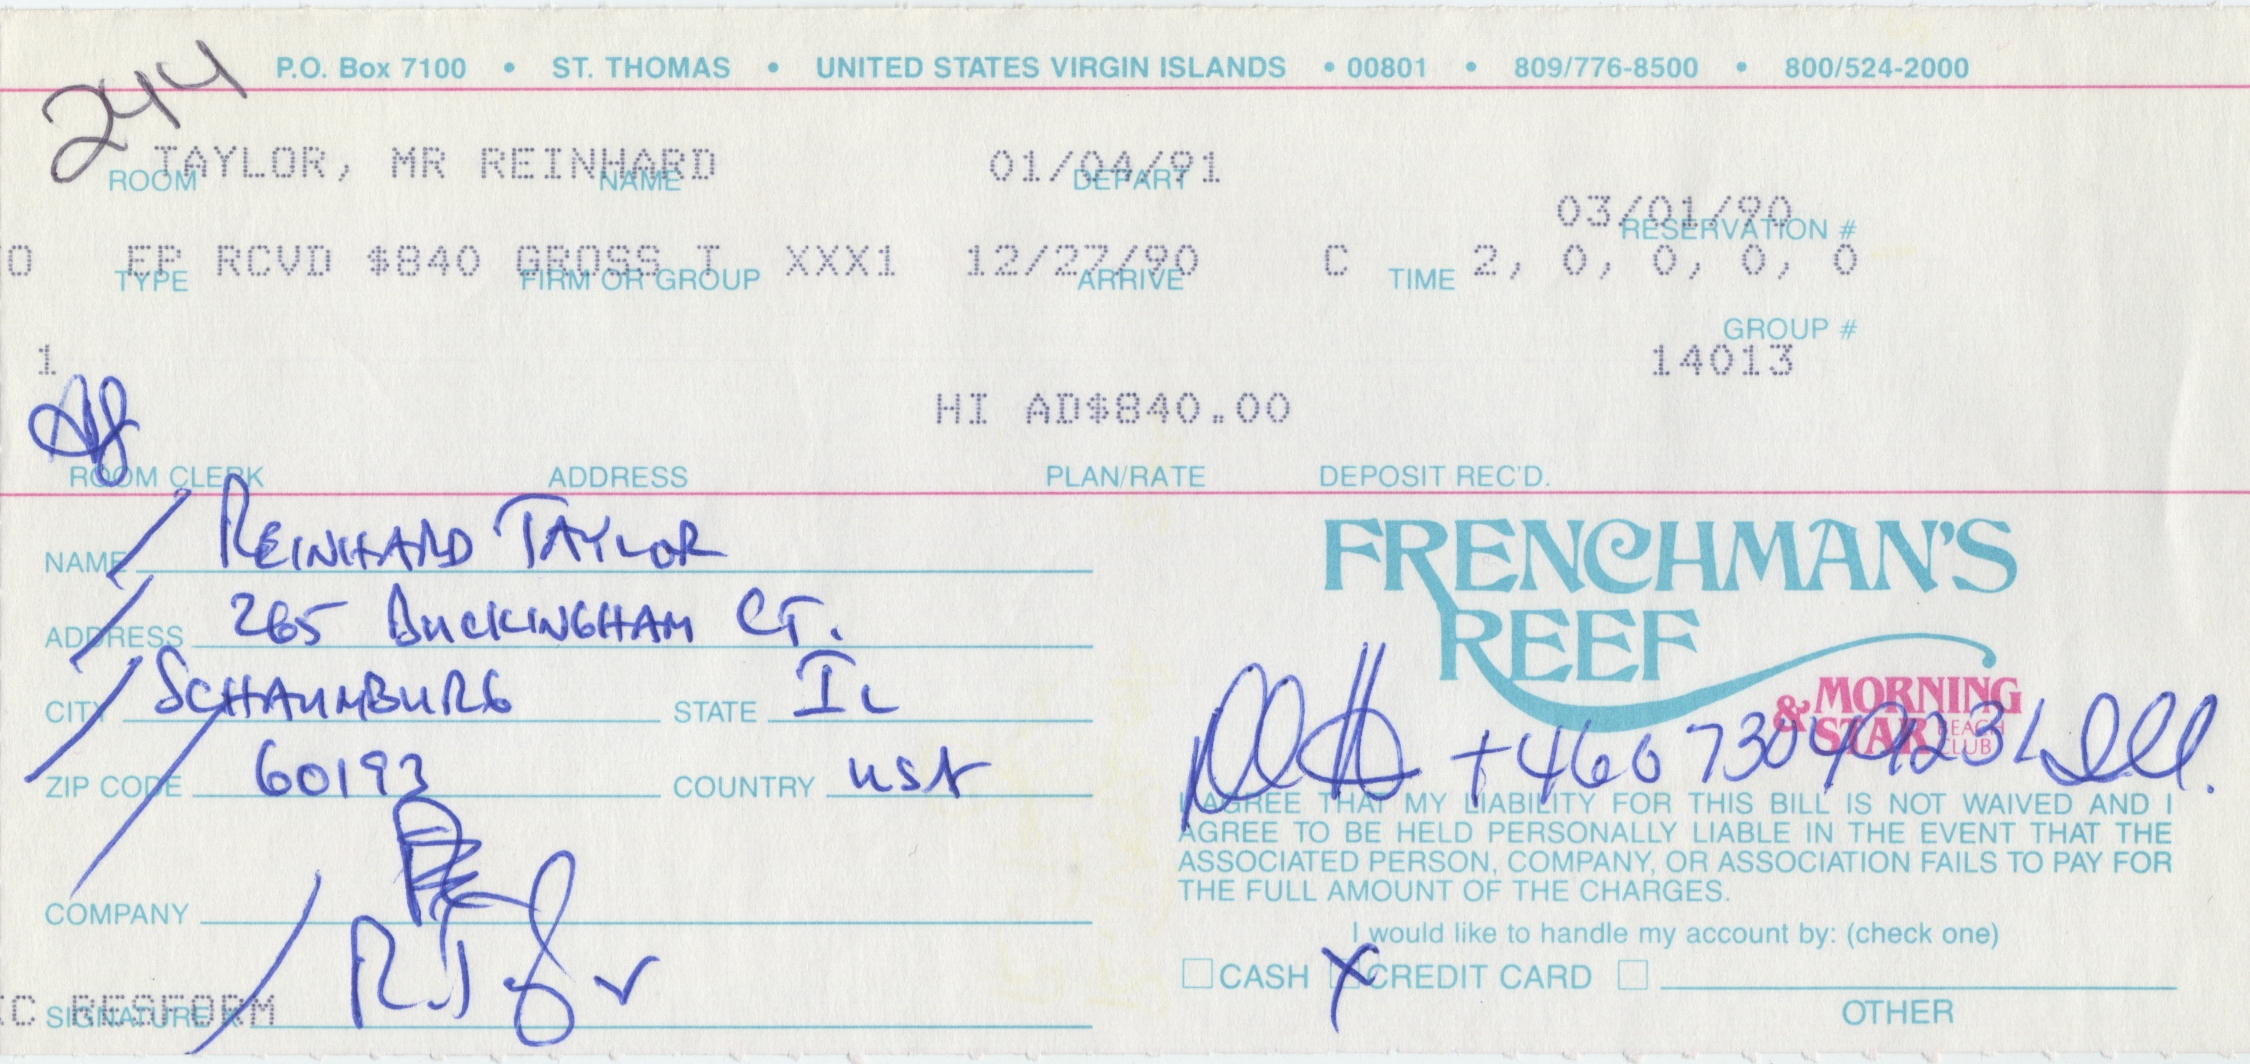 P.O. Box 7100 • ST. THOMAS • UNITED STATES VIRGIN ISLANDS • 00801 • 809/776-8500 • 800/524-2000
244
TAYLOR, MR REINHARD 01/04/91
ROOM NAME DEPART
03/01/90
RESERVATION #
0 EP RCVD $840 GROSS T XXX1 12/27/90 C 2, 0, 0, 0, 0
TYPE FIRM OR GROUP ARRIVE TIME
GROUP #
1 14013
HI AD$840.00
ROOM CLERK ADDRESS PLAN/RATE DEPOSIT REC'D.
NAME REINHARD TAYLOR
ADDRESS 265 BUCKINGHAM CT.
CITY SCHAUMBURG STATE IL
ZIP CODE 60193 COUNTRY USA
COMPANY
IC RESFORM
SIGNATURE X
FRENCHMAN'S
REEF
& MORNING
STAR BEACH
CLUB
I AGREE THAT MY LIABILITY FOR THIS BILL IS NOT WAIVED AND I
AGREE TO BE HELD PERSONALLY LIABLE IN THE EVENT THAT THE
ASSOCIATED PERSON, COMPANY, OR ASSOCIATION FAILS TO PAY FOR
THE FULL AMOUNT OF THE CHARGES.
I would like to handle my account by: (check one)
CASH X CREDIT CARD
OTHER